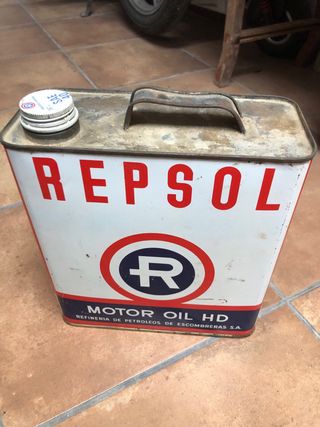 REPSOL
R
MOTOR OIL HD
REFINERIA DE PETROLEOS DE ESCOMBRERAS S.A.